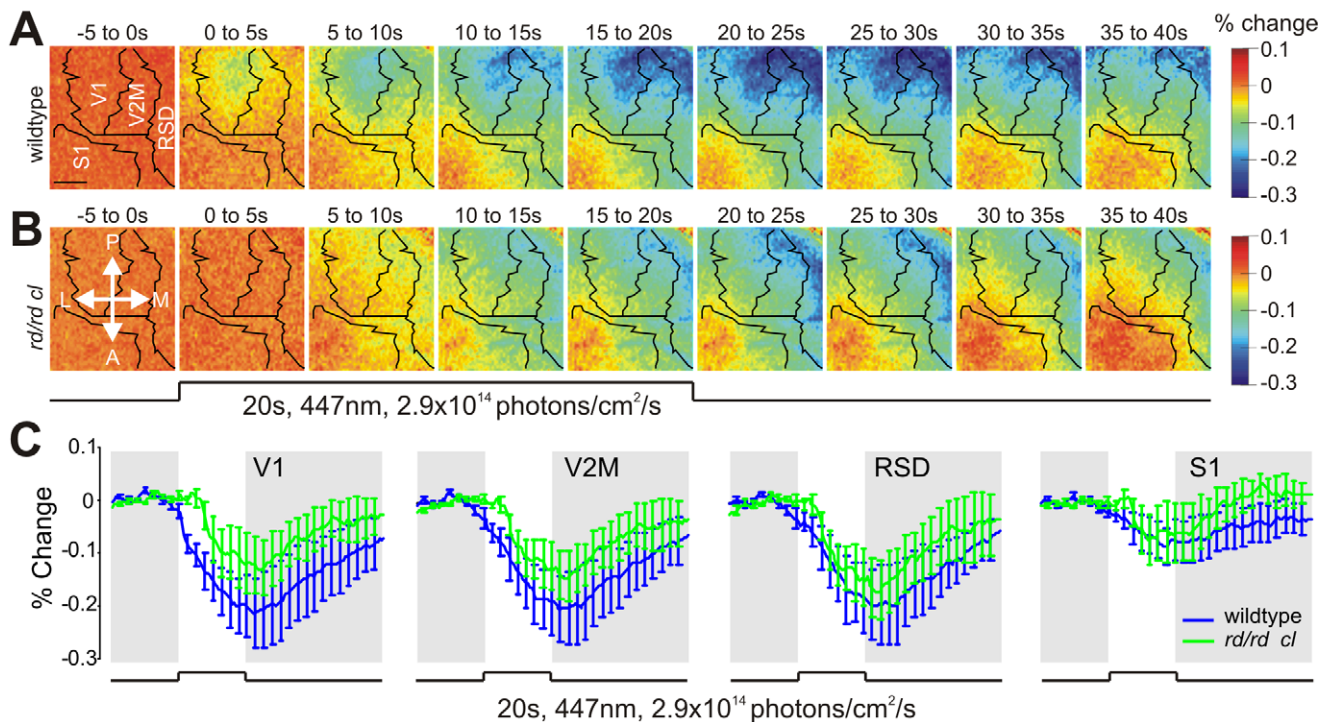 A
-5 to 0s 0 to 5s 5 to 10s 10 to 15s 15 to 20s 20 to 25s 25 to 30s 30 to 35s 35 to 40s % change
wildtype
V1
V2M
RSD
S1
0.1
0
-0.1
-0.2
-0.3
B
-5 to 0s 0 to 5s 5 to 10s 10 to 15s 15 to 20s 20 to 25s 25 to 30s 30 to 35s 35 to 40s
rd/rd cl
P
L M
A
0.1
0
-0.1
-0.2
-0.3
20s, 447nm, 2.9x10¹⁴ photons/cm²/s
C
% Change
0.1
0
-0.1
-0.2
-0.3
V1 V2M RSD S1
wildtype
rd/rd cl
20s, 447nm, 2.9x10¹⁴ photons/cm²/s